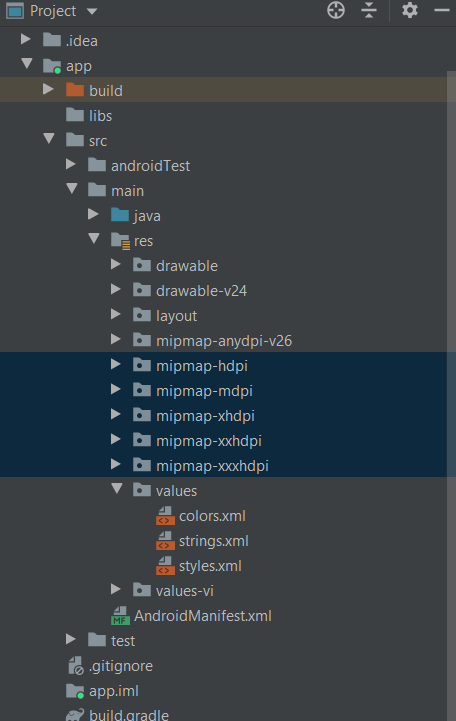 Project
.idea
app
build
libs
src
androidTest
main
java
res
drawable
drawable-v24
layout
mipmap-anydpi-v26
mipmap-hdpi
mipmap-mdpi
mipmap-xhdpi
mipmap-xxhdpi
mipmap-xxxhdpi
values
colors.xml
strings.xml
styles.xml
values-vi
MF AndroidManifest.xml
test
.gitignore
app.iml
build.gradle